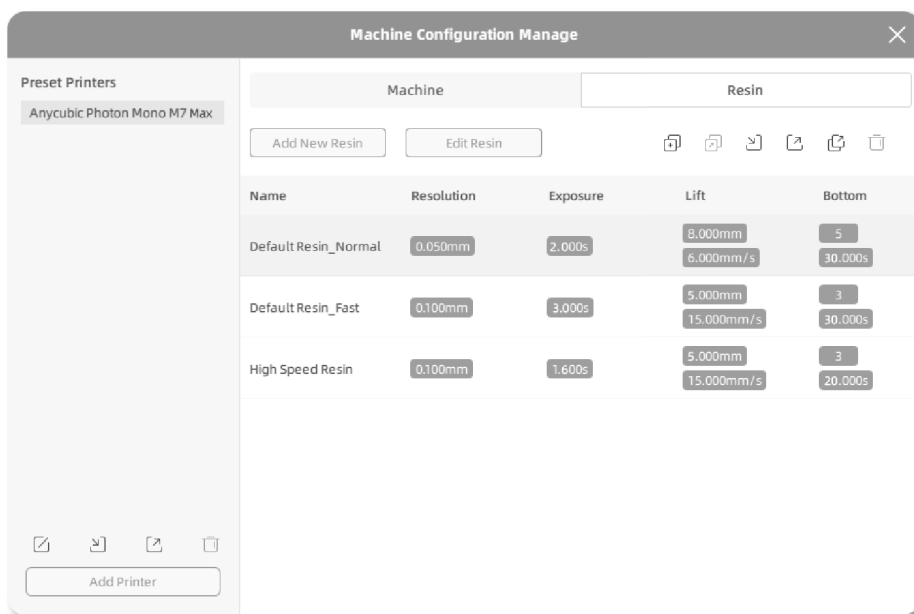 Machine Configuration Manage
Preset Printers
Anycubic Photon Mono M7 Max
Machine
Resin
Add New Resin
Edit Resin
Name Resolution Exposure Lift Bottom
Default Resin_Normal 0.050mm 2.000s 8.000mm 5
6.000mm/s 30.000s
Default Resin_Fast 0.100mm 3.000s 5.000mm 3
15.000mm/s 30.000s
High Speed Resin 0.100mm 1.600s 5.000mm 3
15.000mm/s 20.000s
Add Printer